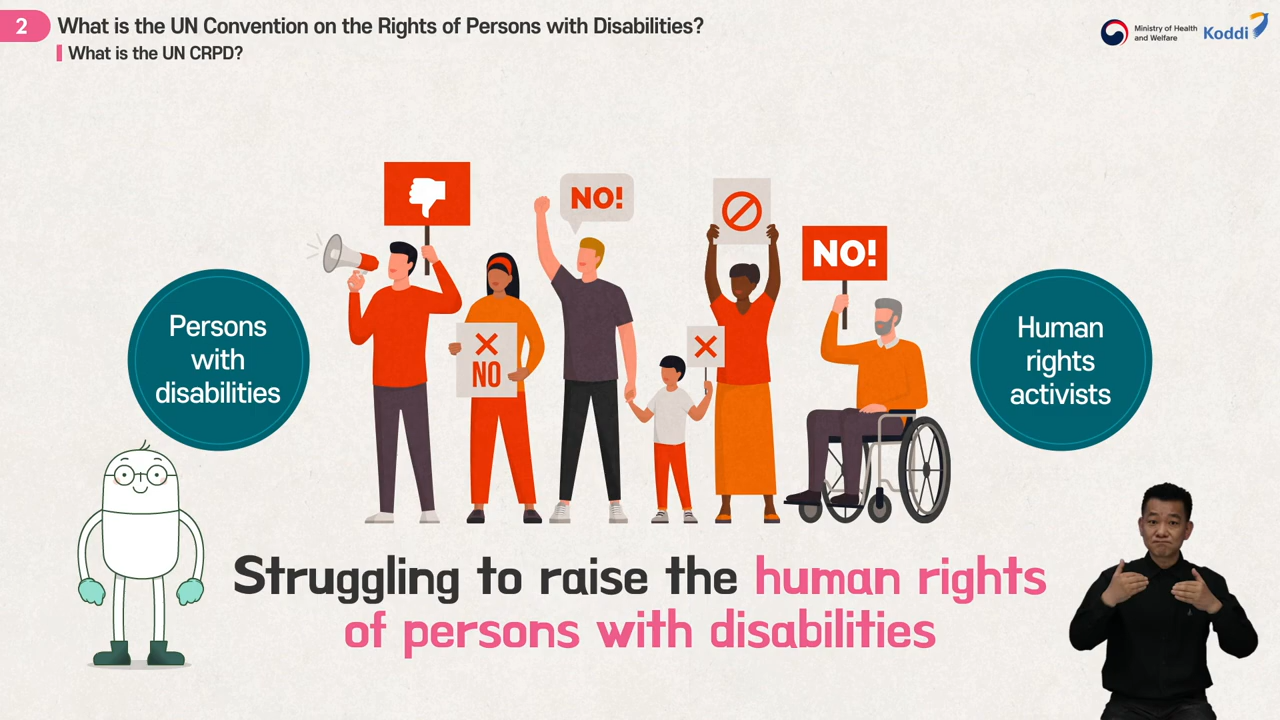 2
What is the UN Convention on the Rights of Persons with Disabilities?
What is the UN CRPD?
Ministry of Health
and Welfare
Koddi
NO!
NO!
NO
Persons
with
disabilities
Human
rights
activists
Struggling to raise the human rights
of persons with disabilities